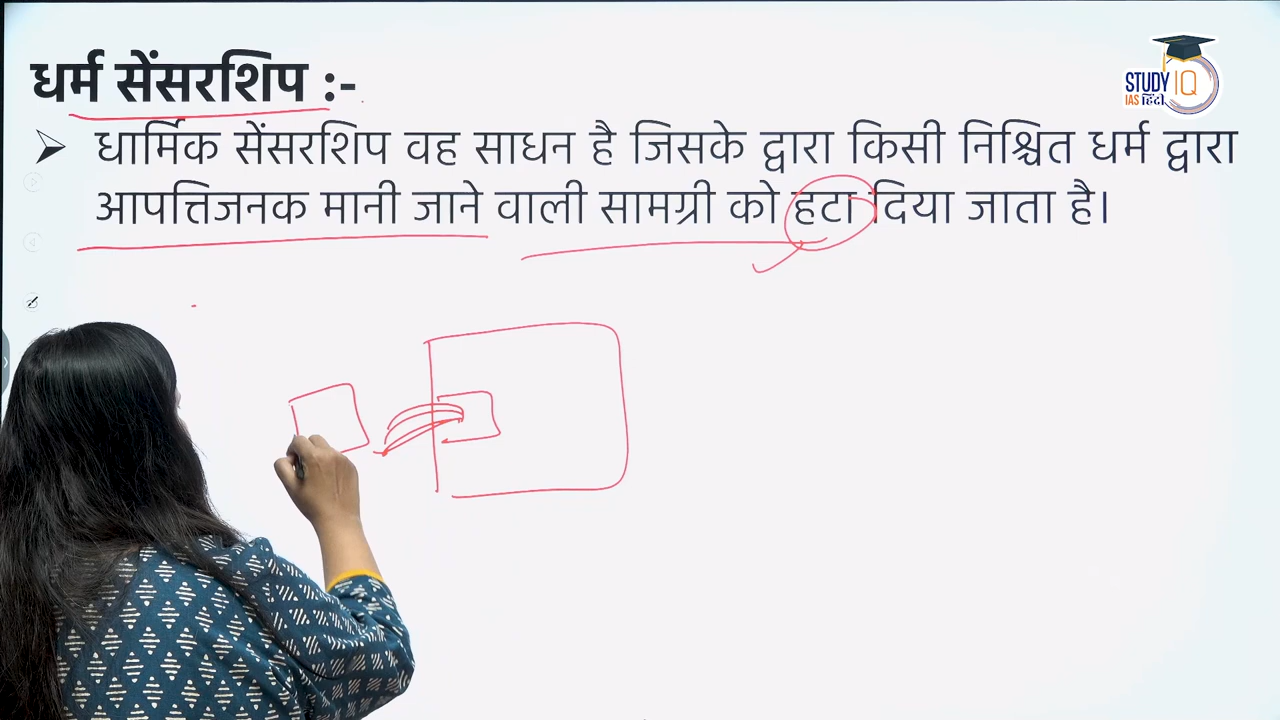 धर्म सेंसरशिप :-
धार्मिक सेंसरशिप वह साधन है जिसके द्वारा किसी निश्चित धर्म द्वारा
आपत्तिजनक मानी जाने वाली सामग्री को हटा दिया जाता है।
STUDY IQ
IAS हिंदी